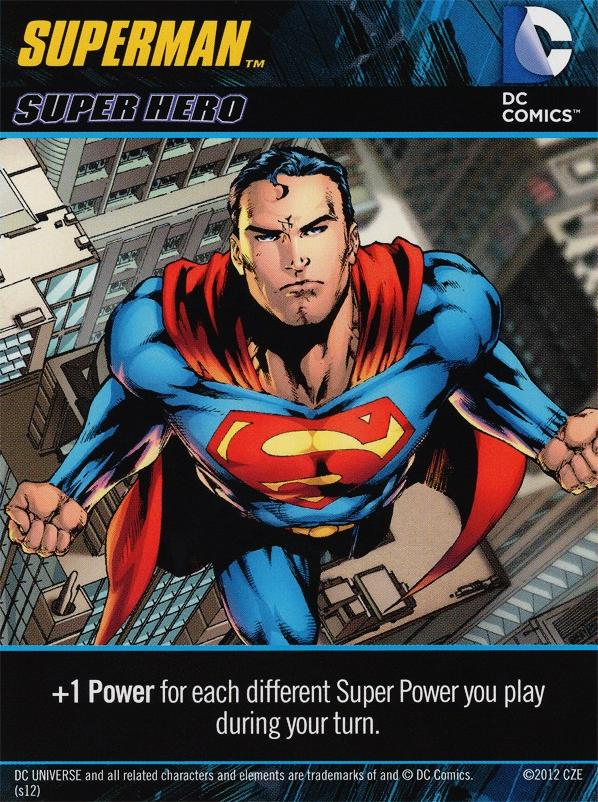 SUPERMAN™
SUPER HERO
DC
DC
COMICS™
S
+1 Power for each different Super Power you play
during your turn.
DC UNIVERSE and all related characters and elements are trademarks of and © DC Comics.
(s12)
©2012 CZE